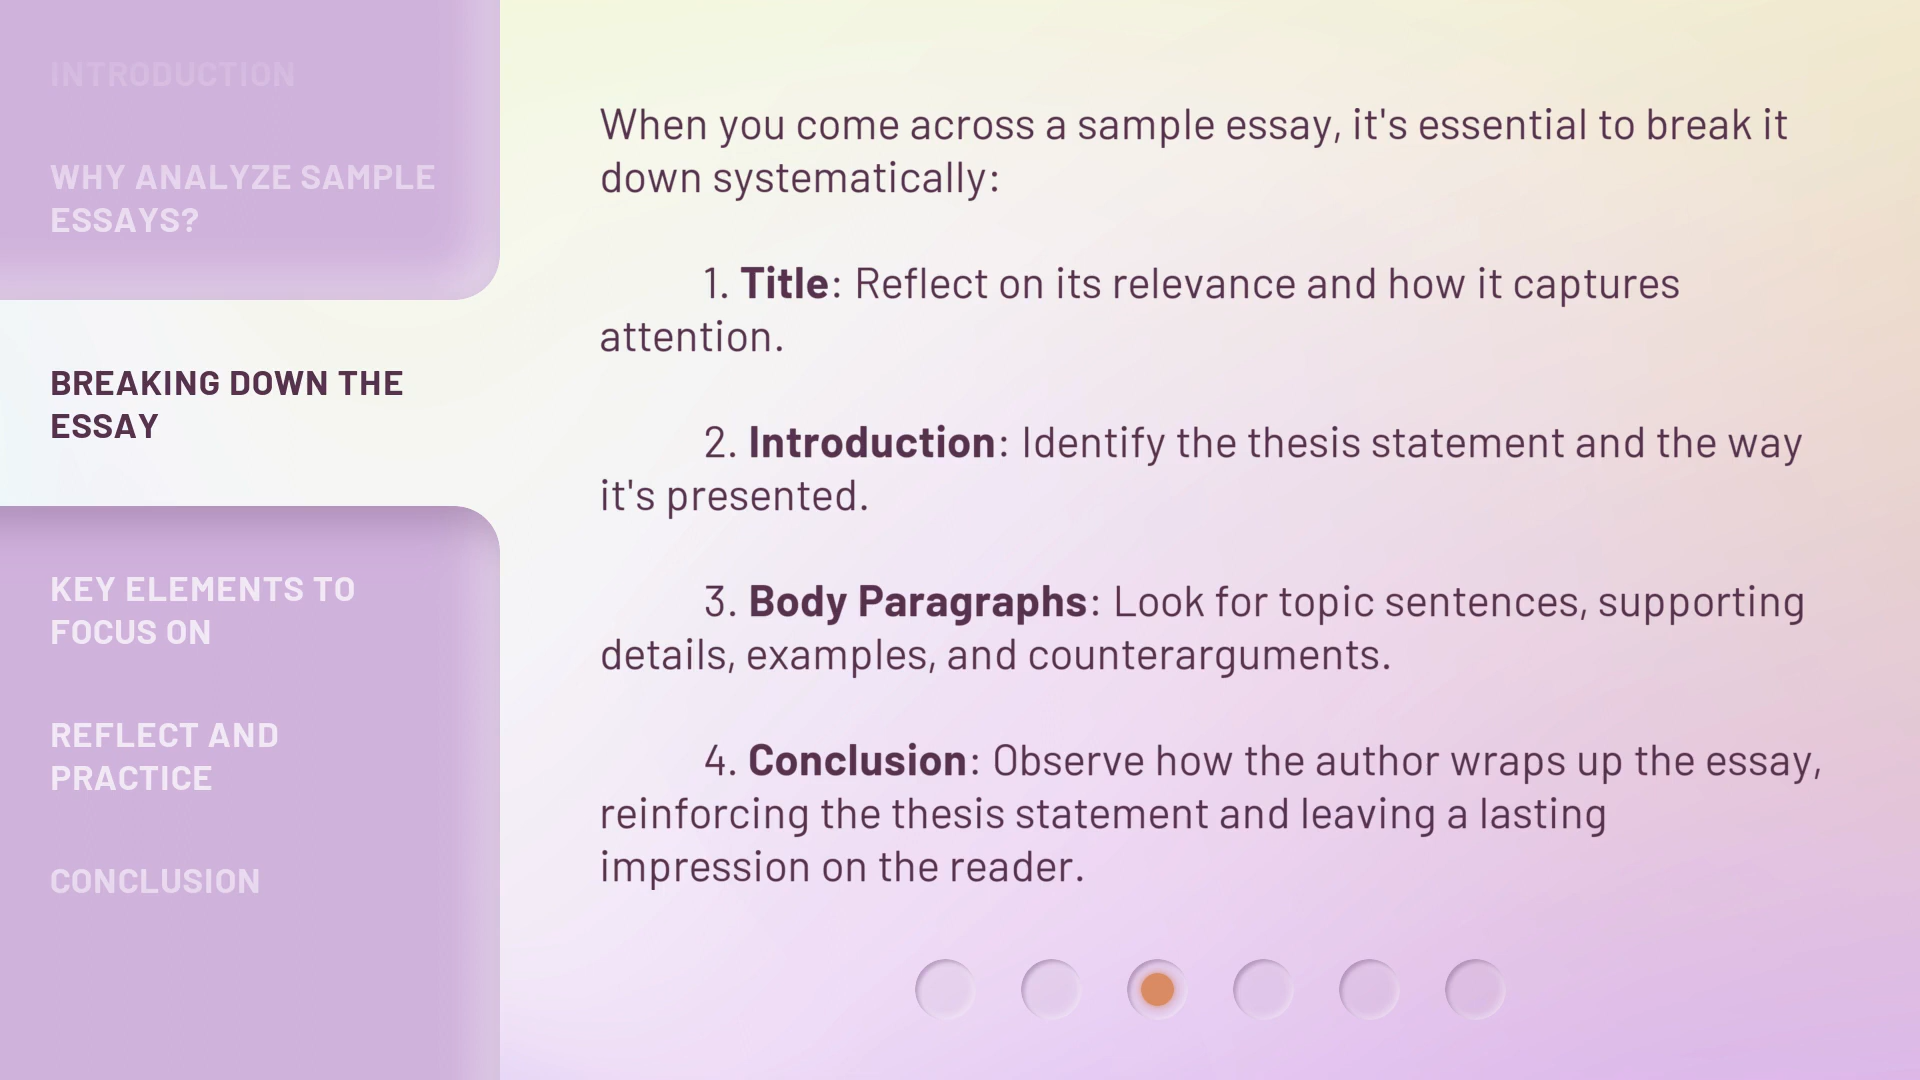 INTRODUCTION
WHY ANALYZE SAMPLE
ESSAYS?
BREAKING DOWN THE
ESSAY
KEY ELEMENTS TO
FOCUS ON
REFLECT AND
PRACTICE
CONCLUSION
When you come across a sample essay, it's essential to break it
down systematically:
1. Title: Reflect on its relevance and how it captures
attention.
2. Introduction: Identify the thesis statement and the way
it's presented.
3. Body Paragraphs: Look for topic sentences, supporting
details, examples, and counterarguments.
4. Conclusion: Observe how the author wraps up the essay,
reinforcing the thesis statement and leaving a lasting
impression on the reader.